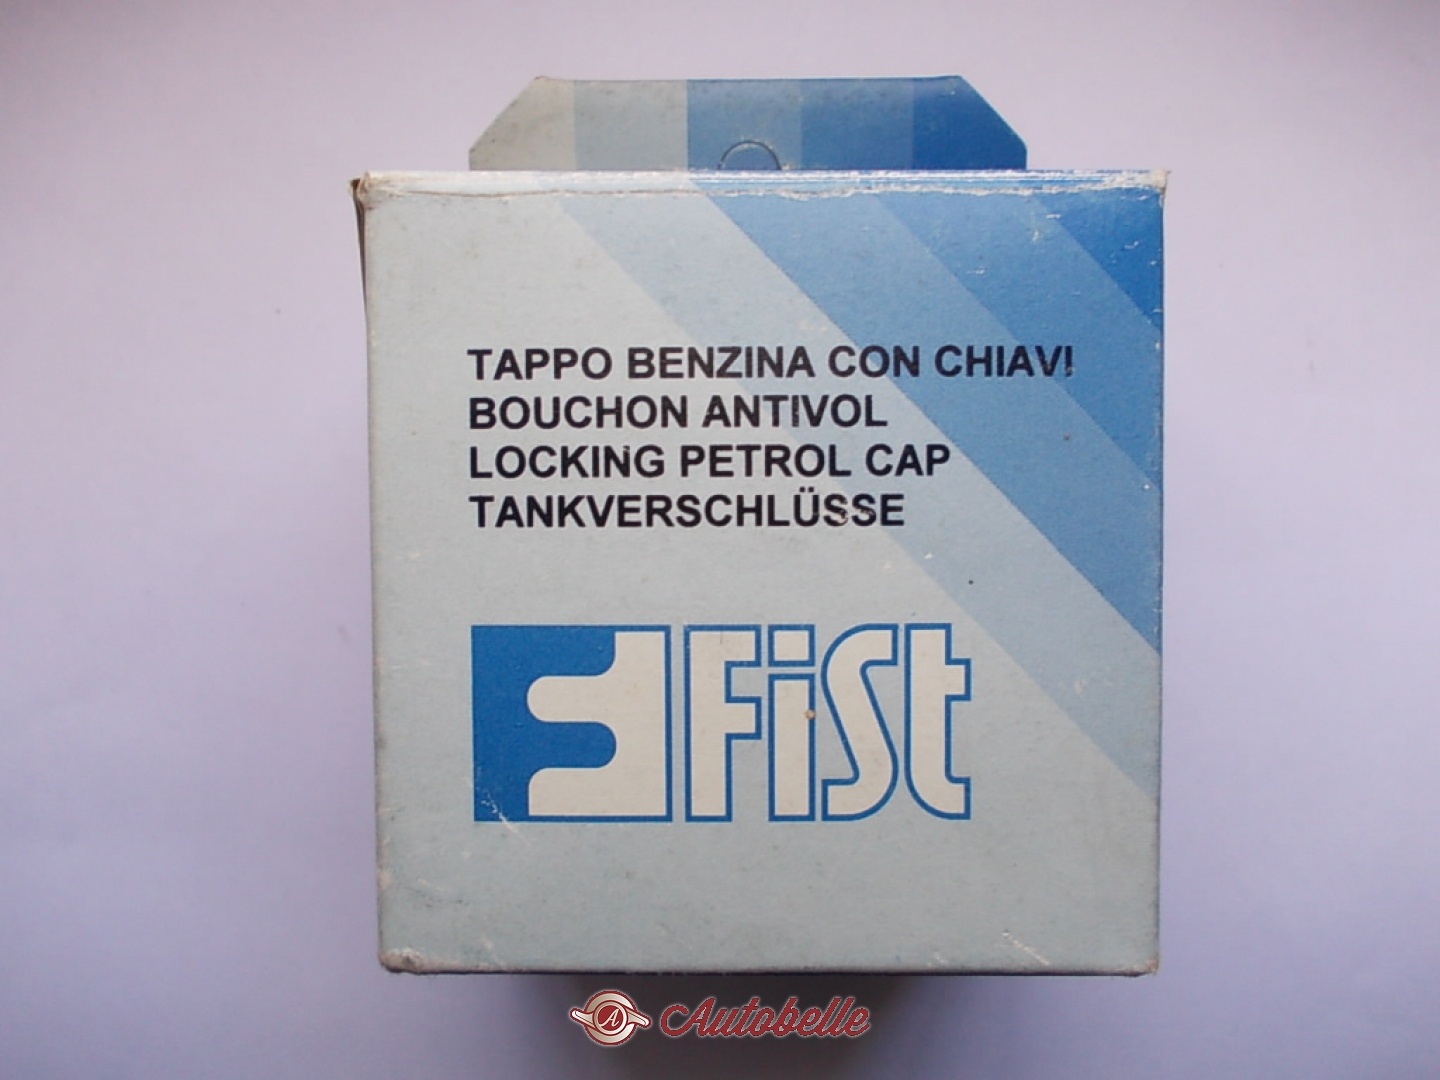 TAPPO BENZINA CON CHIAVI
BOUCHON ANTIVOL
LOCKING PETROL CAP
TANKVERSCHLÜSSE
FiSt
A Autobelle